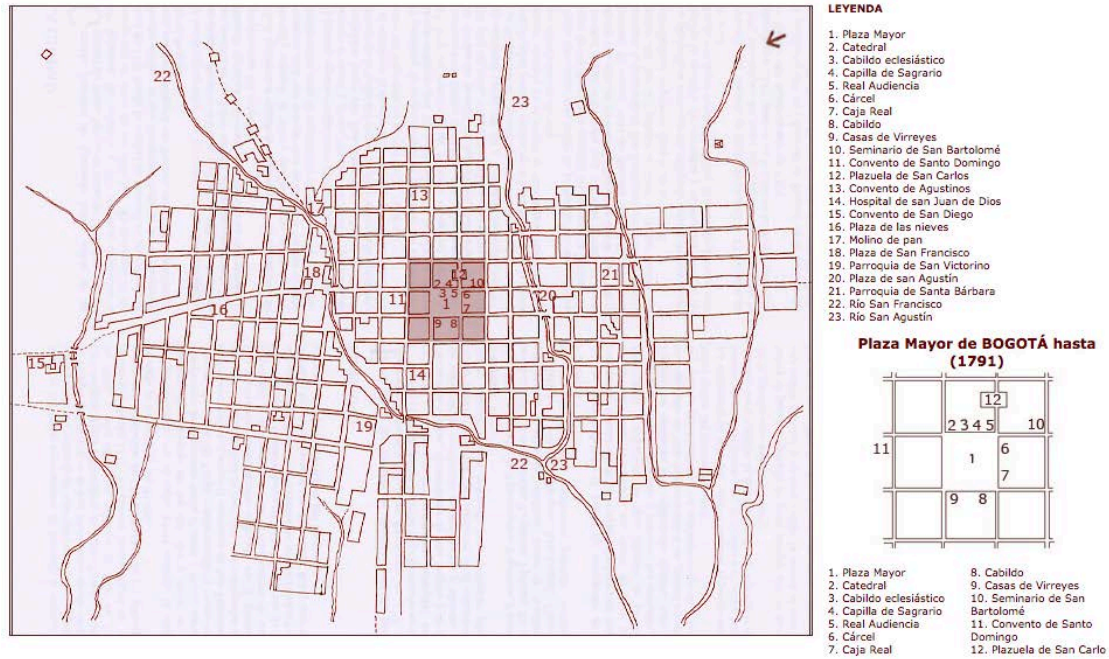 22
23
13
17
18
12
2 4
10
3 5 6
11
1
7
9 8
21
20
16
15
14
19
22
23
LEYENDA
1. Plaza Mayor
2. Catedral
3. Cabildo eclesiástico
4. Capilla de Sagrario
5. Real Audiencia
6. Cárcel
7. Caja Real
8. Cabildo
9. Casas de Virreyes
10. Seminario de San Bartolomé
11. Convento de Santo Domingo
12. Plazuela de San Carlos
13. Convento de Agustinos
14. Hospital de san Juan de Dios
15. Convento de San Diego
16. Plaza de las nieves
17. Molino de pan
18. Plaza de San Francisco
19. Parroquia de San Victorino
20. Plaza de san Agustín
21. Parroquia de Santa Bárbara
22. Río San Francisco
23. Río San Agustín
Plaza Mayor de BOGOTÁ hasta
(1791)
12
2 3 4 5
10
11
1
6
7
9 8
1. Plaza Mayor
2. Catedral
3. Cabildo eclesiástico
4. Capilla de Sagrario
5. Real Audiencia
6. Cárcel
7. Caja Real
8. Cabildo
9. Casas de Virreyes
10. Seminario de San
Bartolomé
11. Convento de Santo
Domingo
12. Plazuela de San Carlo